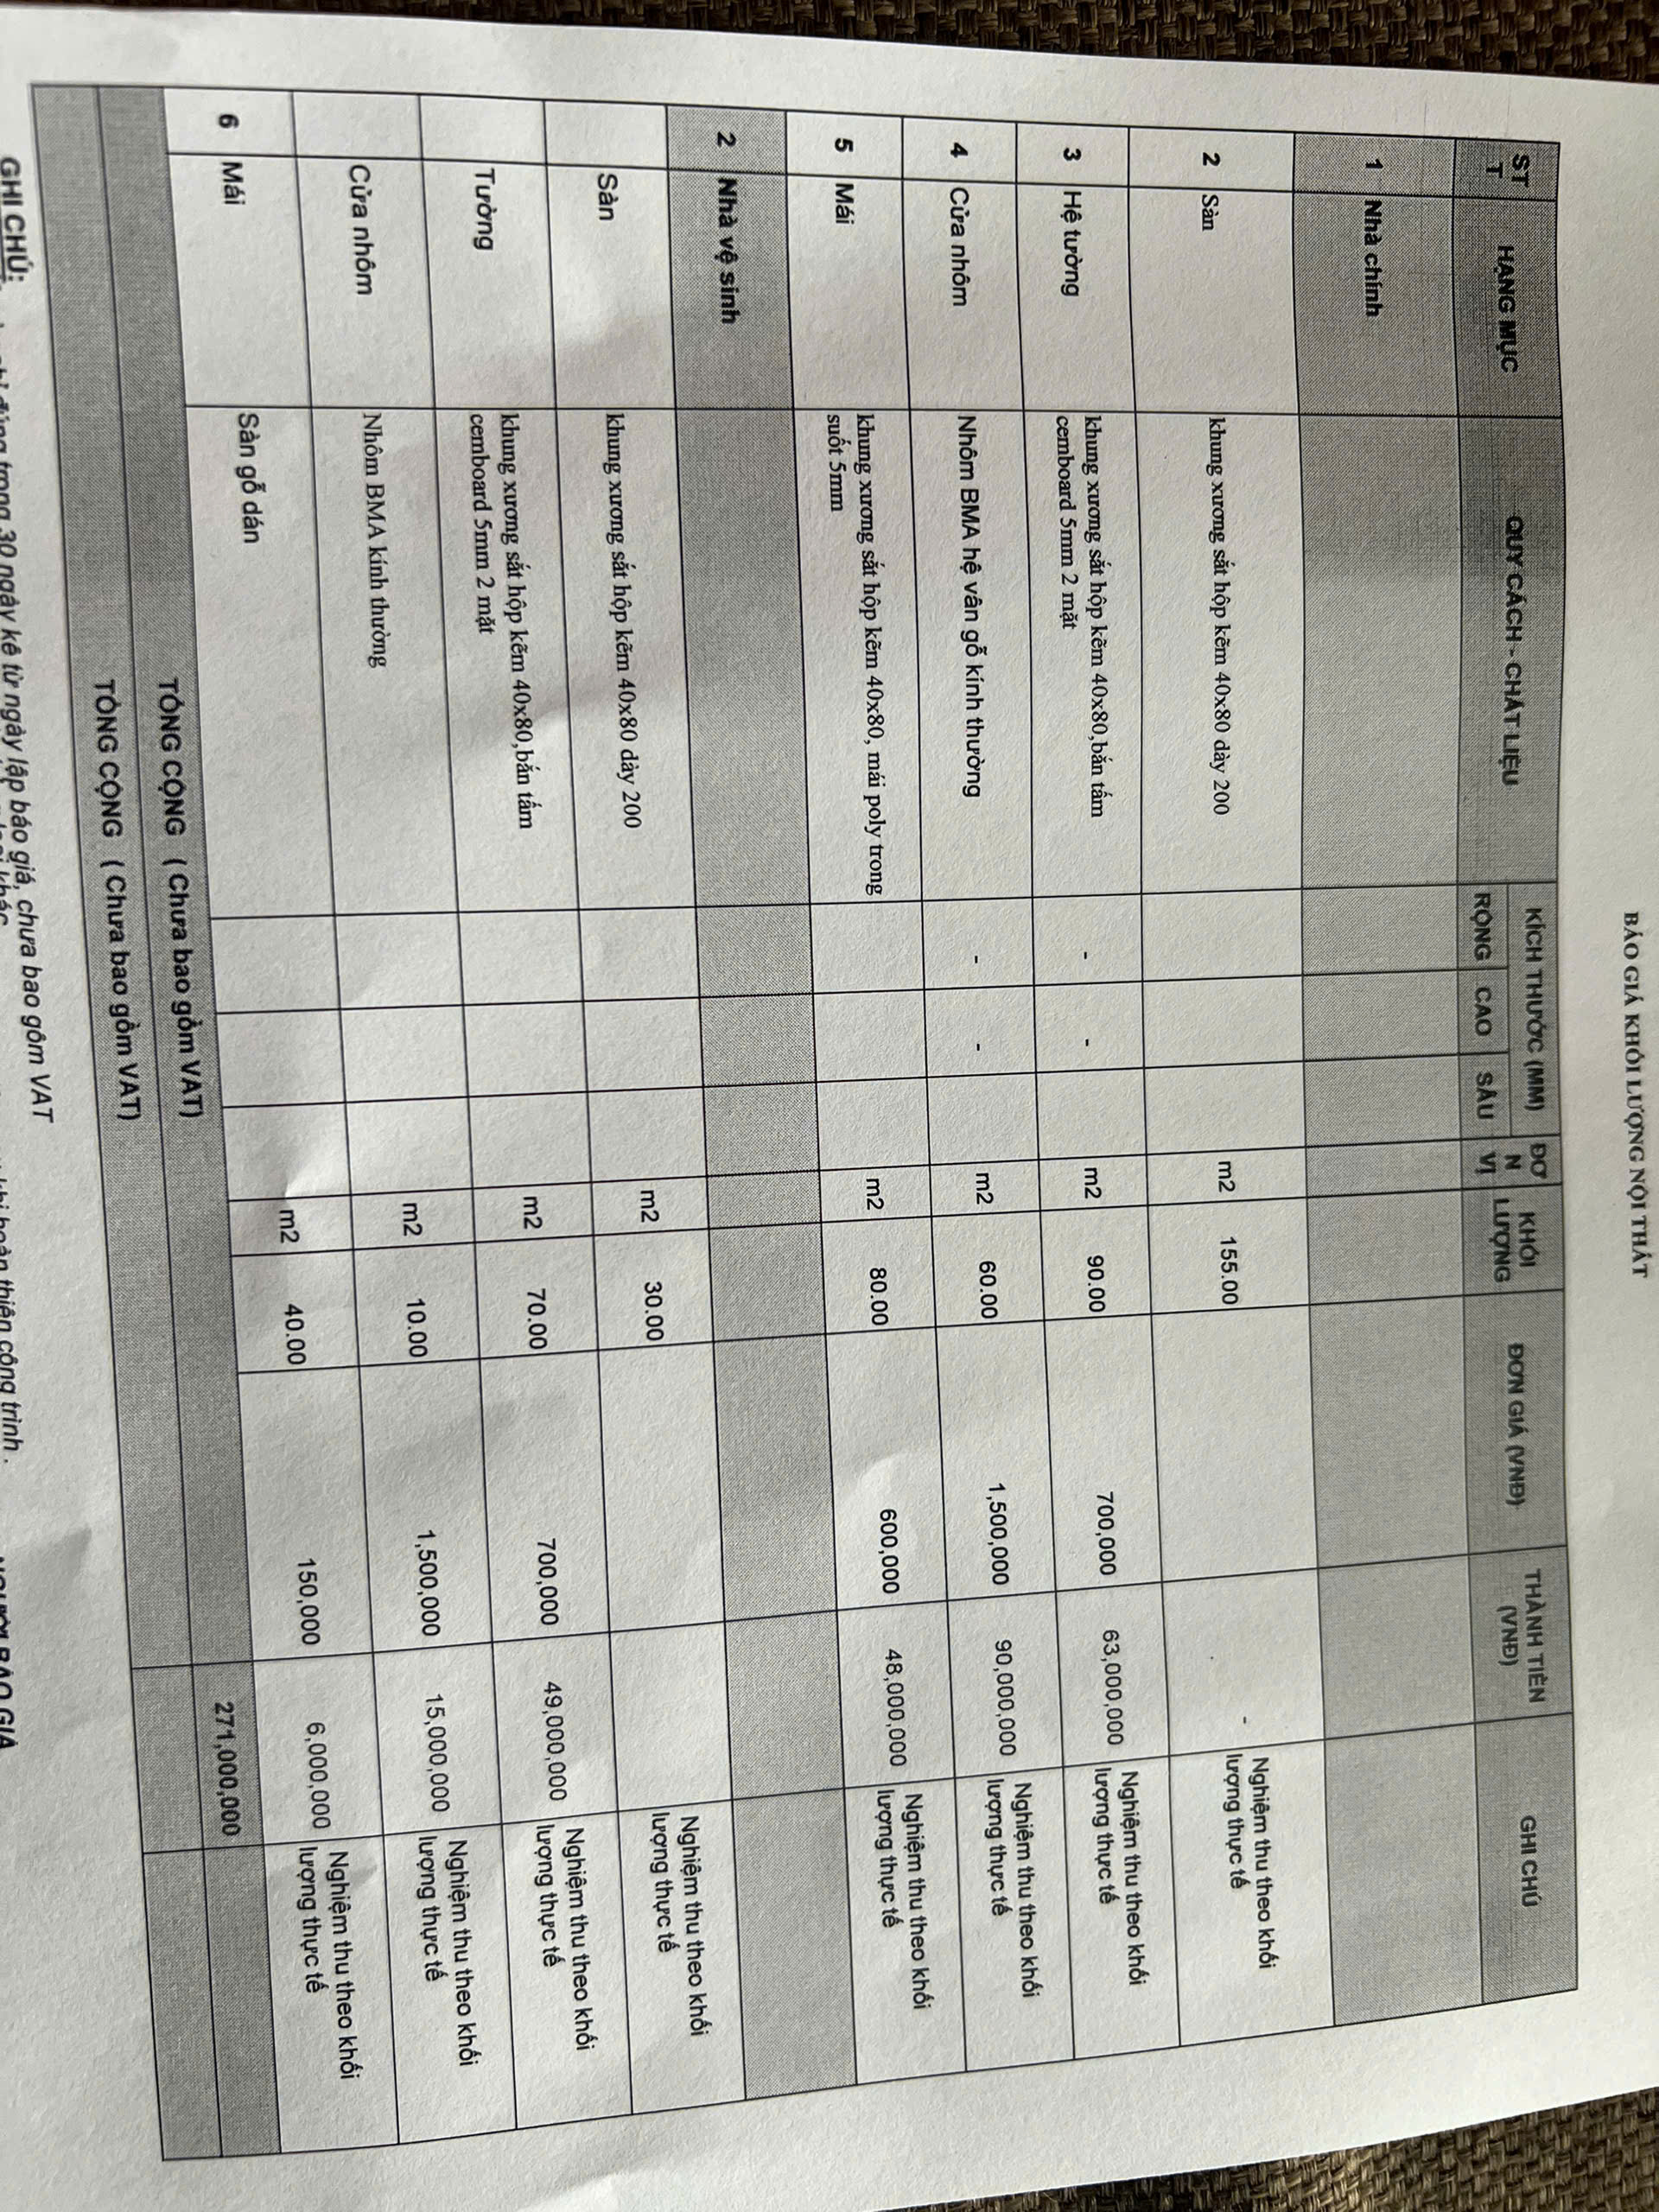 BÁO GIÁ KHỐI LƯỢNG NỘI THẤT
STT HẠNG MỤC QUY CÁCH - CHẤT LIỆU KÍCH THƯỚC (MM) ĐƠN VỊ KHỐI LƯỢNG ĐƠN GIÁ (VNĐ) THÀNH TIỀN (VNĐ) GHI CHÚ
RỘNG CAO SÂU
1 Nhà chính
2 Sàn khung xương sắt hộp kẽm 40x80 dày 200 m2 155.00 - Nghiệm thu theo khối
lượng thực tế
3 Hệ tường khung xương sắt hộp kẽm 40x80,bắn tấm
cemboard 5mm 2 mặt - - m2 90.00 700,000 63,000,000 Nghiệm thu theo khối
lượng thực tế
4 Cửa nhôm Nhôm BMA hệ vân gỗ kính thường - - m2 60.00 1,500,000 90,000,000 Nghiệm thu theo khối
lượng thực tế
5 Mái khung xương sắt hộp kẽm 40x80, mái poly trong
suốt 5mm m2 80.00 600,000 48,000,000 Nghiệm thu theo khối
lượng thực tế
2 Nhà vệ sinh
Sàn khung xương sắt hộp kẽm 40x80 dày 200 m2 30.00 Nghiệm thu theo khối
lượng thực tế
Tường khung xương sắt hộp kẽm 40x80,bắn tấm
cemboard 5mm 2 mặt m2 70.00 700,000 49,000,000 Nghiệm thu theo khối
lượng thực tế
Cửa nhôm Nhôm BMA kính thường m2 10.00 1,500,000 15,000,000 Nghiệm thu theo khối
lượng thực tế
6 Mái Sàn gỗ dán m2 40.00 150,000 6,000,000 Nghiệm thu theo khối
lượng thực tế
TỔNG CỘNG ( Chưa bao gồm VAT) 271,000,000
TỔNG CỘNG ( Chưa bao gồm VAT)
GHI CHÚ:
đúng trong 30 ngày kể từ ngày lập báo giá, chưa bao gồm VAT
khác
khi hoàn thiện công trình .
NGƯỜI BÁO GIÁ